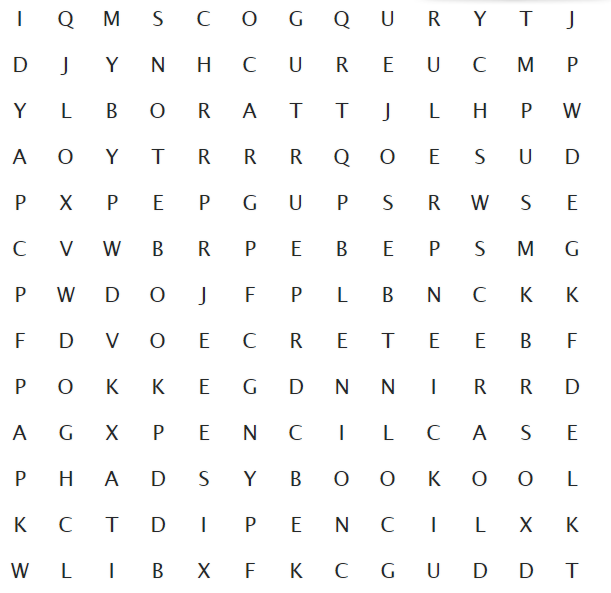 I Q M S C O G Q U R Y T J
D J Y N H C U R E U C M P
Y L B O R A T T J L H P W
A O Y T R R R Q O E S U D
P X P E P G U P S R W S E
C V W B R P E B E P S M G
P W D O J F P L B N C K K
F D V O E C R E T E E B F
P O K K E G D N N I R R D
A G X P E N C I L C A S E
P H A D S Y B O O K O O L
K C T D I P E N C I L X K
W L I B X F K C G U D D T